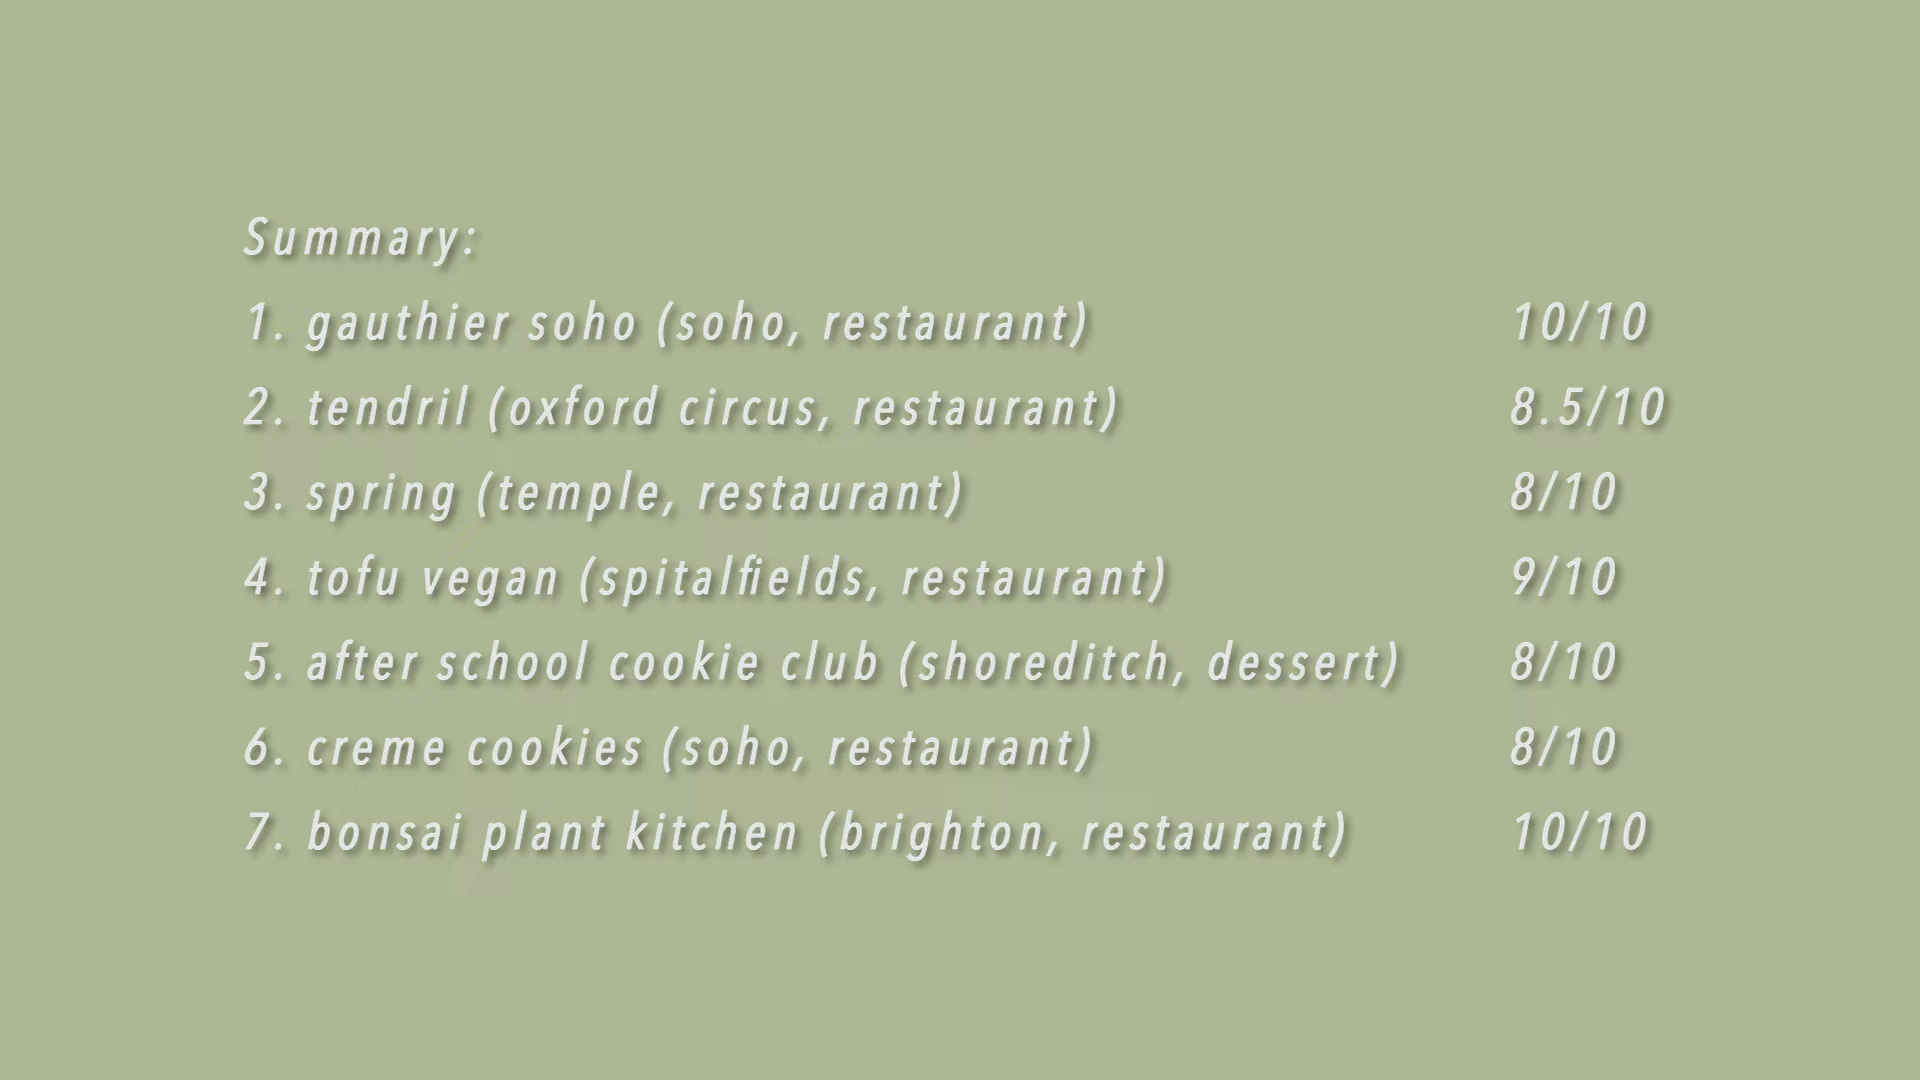 Summary:
1. gauthier soho (soho, restaurant) 10/10
2. tendril (oxford circus, restaurant) 8.5/10
3. spring (temple, restaurant) 8/10
4. tofu vegan (spitalfields, restaurant) 9/10
5. after school cookie club (shoreditch, dessert) 8/10
6. creme cookies (soho, restaurant) 8/10
7. bonsai plant kitchen (brighton, restaurant) 10/10